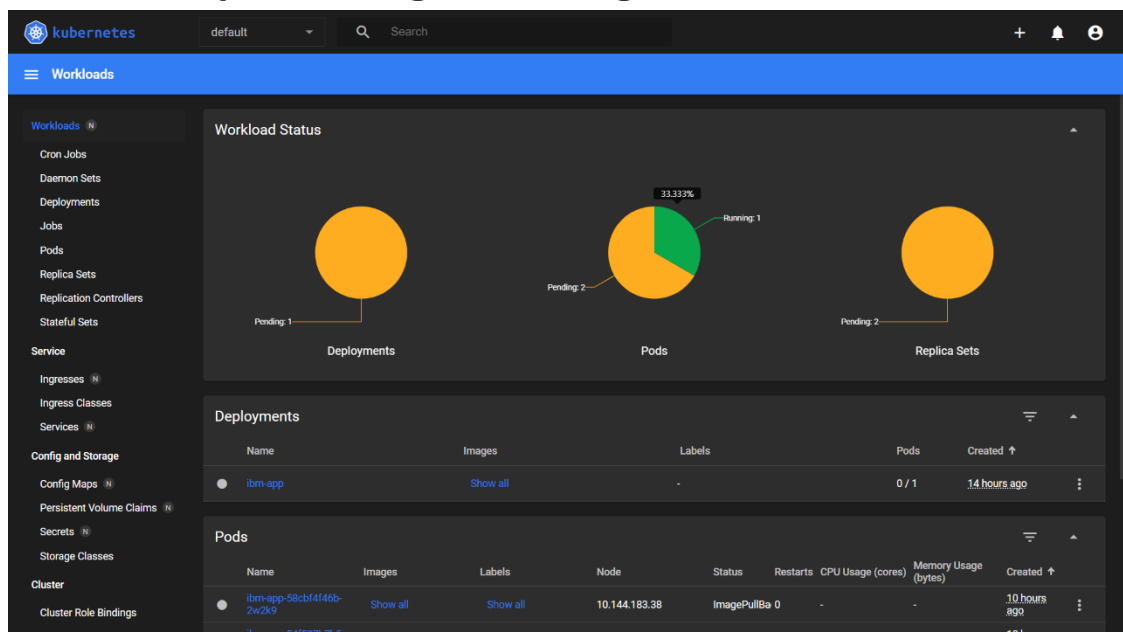 kubernetes
default
Search
Workloads
Workloads N
Cron Jobs
Daemon Sets
Deployments
Jobs
Pods
Replica Sets
Replication Controllers
Stateful Sets
Service
Ingresses N
Ingress Classes
Services N
Config and Storage
Config Maps N
Persistent Volume Claims N
Secrets N
Storage Classes
Cluster
Cluster Role Bindings
Workload Status
Pending: 1
Deployments
33.333%
Running: 1
Pending: 2
Pods
Pending: 2
Replica Sets
Deployments
Name Images Labels Pods Created
ibm-app Show all - 0 / 1 14 hours ago
Pods
Name Images Labels Node Status Restarts CPU Usage (cores) Memory Usage (bytes) Created
ibm-app-58cbf4f46b-2w2k9 Show all Show all 10.144.183.38 ImagePullBa 0 - - 10 hours ago